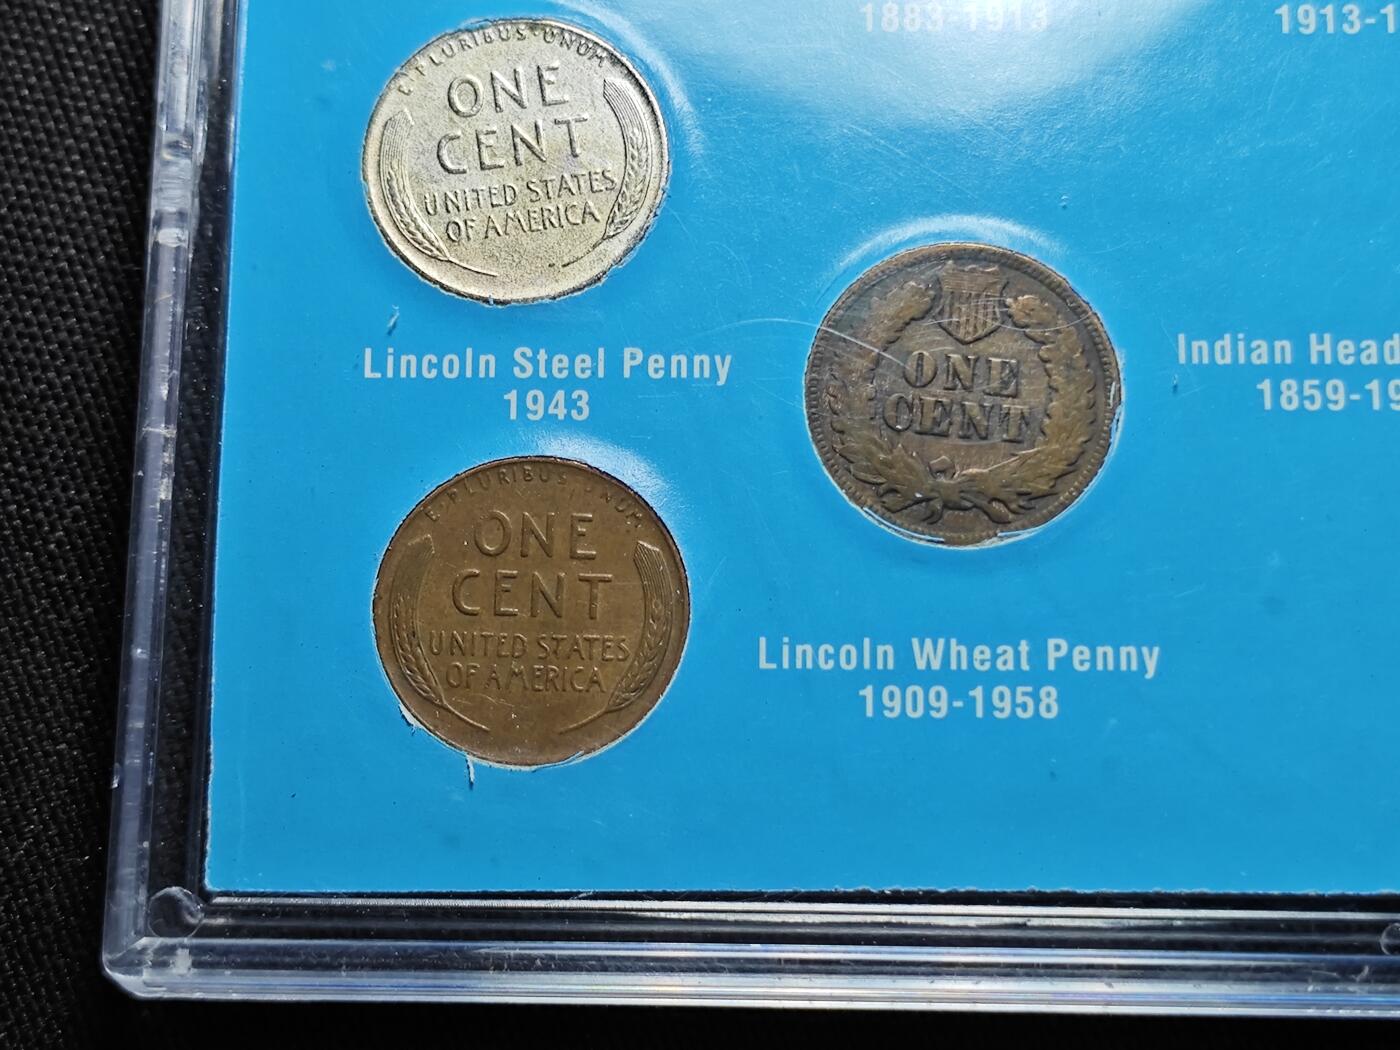 1883-1913
1913-1
E·PLURIBUS·UNUM
ONE
CENT
UNITED STATES
OF AMERICA
Lincoln Steel Penny
1943
ONE
CENT
Indian Head
1859-19
E·PLURIBUS·UNUM
ONE
CENT
UNITED STATES
OF AMERICA
Lincoln Wheat Penny
1909-1958